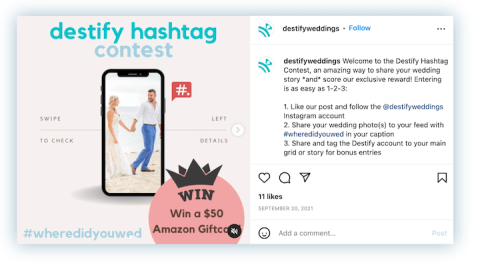 destify hashtag
contest
#.
SWIPE
LEFT
TO CHECK
DETAILS
WIN
Win a $50
Amazon Giftc
#wheredidyouwed
destifyweddings • Follow
destifyweddings Welcome to the Destify Hashtag
Contest, an amazing way to share your wedding
story *and* score our exclusive reward! Entering
is as easy as 1-2-3:
1. Like our post and follow the @destifyweddings
Instagram account
2. Share your wedding photo(s) to your feed with
#wheredidyouwed in your caption
3. Share and tag the Destify account to your main
grid or story for bonus entries
11 likes
SEPTEMBER 20, 2021
Add a comment...
Post